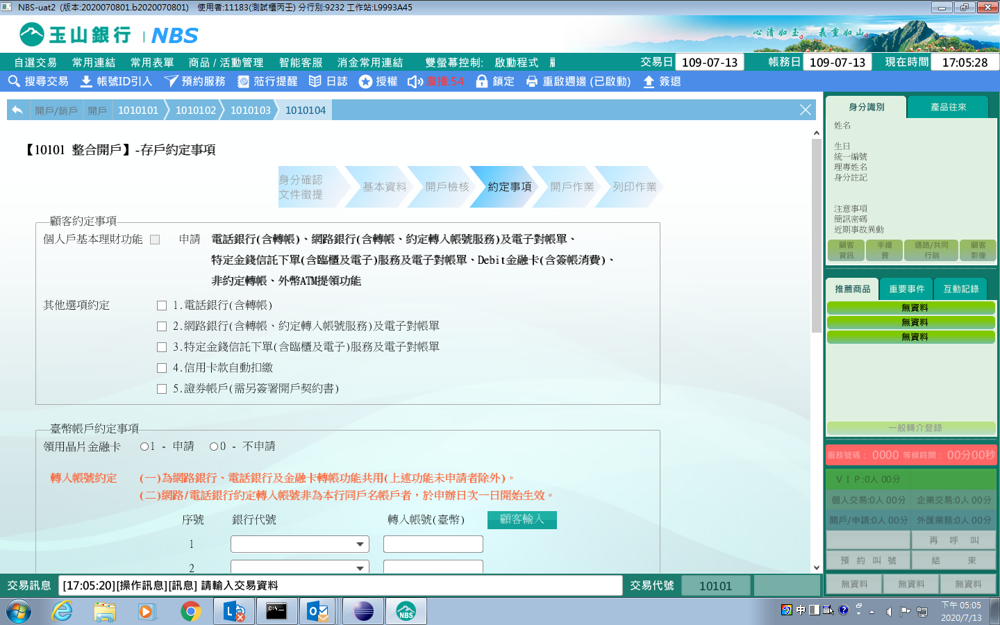 NBS-uat2 (版本:2020070801.b2020070801) 使用者:11183(測試櫃丙壬) 分行別:9232 工作站:L9993A45
玉山銀行 | NBS
心清如玉 義重如山
自選交易 常用連結 常用表單 商品 / 活動管理 智能客服 消金常用連結 雙螢幕控制: 啟動程式 交易日 109-07-13 帳務日 109-07-13 現在時間 17:05:28
搜尋交易 帳號ID引入 預約服務 蒞行提醒 日誌 授權 廣播:54 鎖定 重啟週邊 (已啟動) 簽退
開戶/銷戶 開戶 1010101 1010102 1010103 1010104
【10101 整合開戶】-存戶約定事項
身分確認
文件徵提
基本資料 開戶檢核 約定事項 開戶作業 列印作業
顧客約定事項
個人戶基本理財功能 申請 電話銀行(含轉帳)、網路銀行(含轉帳、約定轉入帳號服務)及電子對帳單、
特定金錢信託下單(含臨櫃及電子)服務及電子對帳單、Debit金融卡(含簽帳消費)、
非約定轉帳、外幣ATM提領功能
其他選項約定 1.電話銀行(含轉帳)
2.網路銀行(含轉帳、約定轉入帳號服務)及電子對帳單
3.特定金錢信託下單(含臨櫃及電子)服務及電子對帳單
4.信用卡款自動扣繳
5.證券帳戶(需另簽署開戶契約書)
臺幣帳戶約定事項
領用晶片金融卡 1 - 申請 0 - 不申請
轉入帳號約定 (一)為網路銀行、電話銀行及金融卡轉帳功能共用(上述功能未申請者除外)。
(二)網路/電話銀行約定轉入帳號非為本行同戶名帳戶者，於申辦日次一日開始生效。
序號 銀行代號 轉入帳號(臺幣) 顧客輸入
1
2
交易訊息 [17:05:20][操作訊息][訊息] 請輸入交易資料 交易代號 10101
身分識別 產品往來
姓名
生日
統一編號
理專姓名
身分註記
注意事項
簡訊密碼
近期事故異動
顧客資訊 手續費 通路/共同行銷 顧客影像
推薦商品 重要事件 互動記錄
無資料
無資料
無資料
一般轉介登錄
服務號碼： 0000 等候時間： 00分00秒
ＶＩＰ:0人 00分
個人交易:0人 00分 企業交易:0人 00分
開戶/申請:0人 00分 外匯業務:0人 00分
再 呼 叫
預 約 叫 號 結 束
無資料 無資料 無資料
NBS
中
下午 05:05
2020/7/13